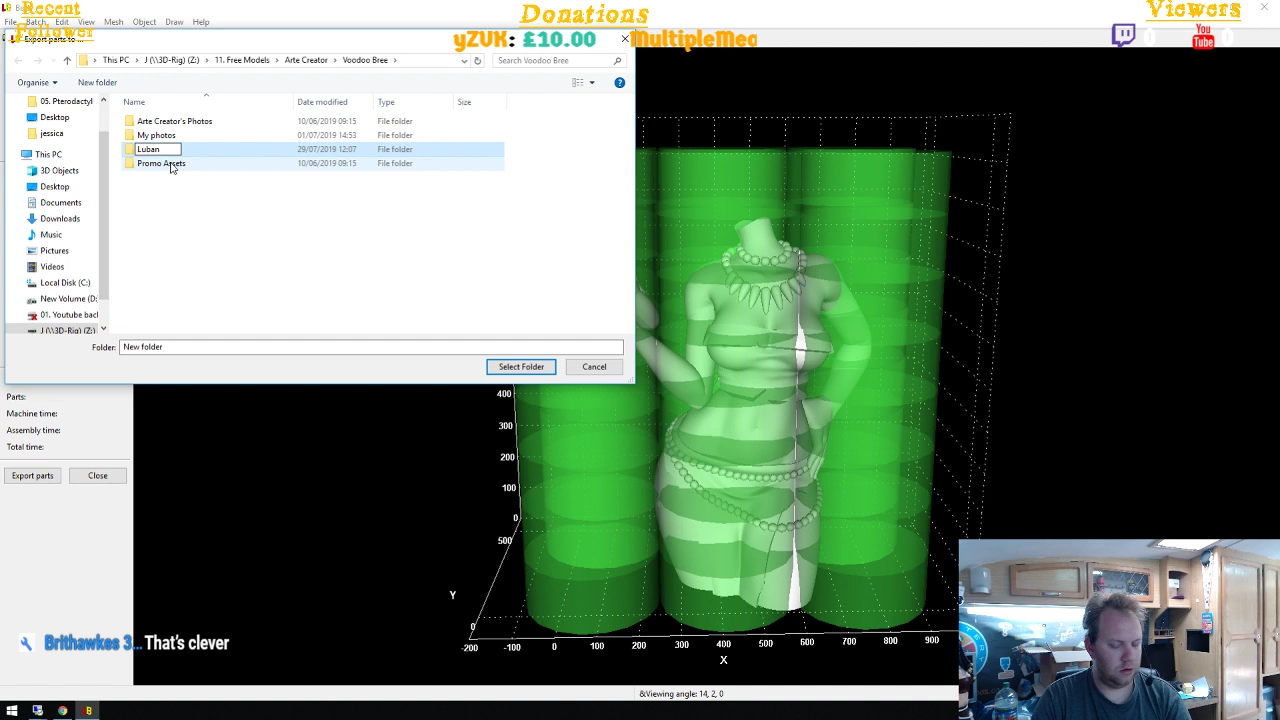 Recent
Follower
Donations
yZUK: £10.00 MultipleMea
Viewers
0 You Tube 0
File Batch Edit View Mesh Object Draw Help
Export parts to ...
This PC > J (\\3D-Rig) (Z:) > 11. Free Models > Arte Creator > Voodoo Bree >
Search Voodoo Bree
Organise New folder
Name Date modified Type Size
05. Pterodactyl
Desktop
jessica
This PC
3D Objects
Desktop
Documents
Downloads
Music
Pictures
Videos
Local Disk (C:)
New Volume (D:
01. Youtube bacl
J (\\3D-Rig) (Z:)
Arte Creator's Photos 10/06/2019 09:15 File folder
My photos 01/07/2019 14:53 File folder
Luban 29/07/2019 12:07 File folder
Promo Assets 10/06/2019 09:15 File folder
Folder: New folder
Select Folder Cancel
Parts:
Machine time:
Assembly time:
Total time:
Export parts Close
400
300
200
100
0
500
Y
0
-200 -100 0 100 200 300 400 500 600 700 800 900
X
Brithawkes 3... That's clever
&Viewing angle: 14, 2, 0